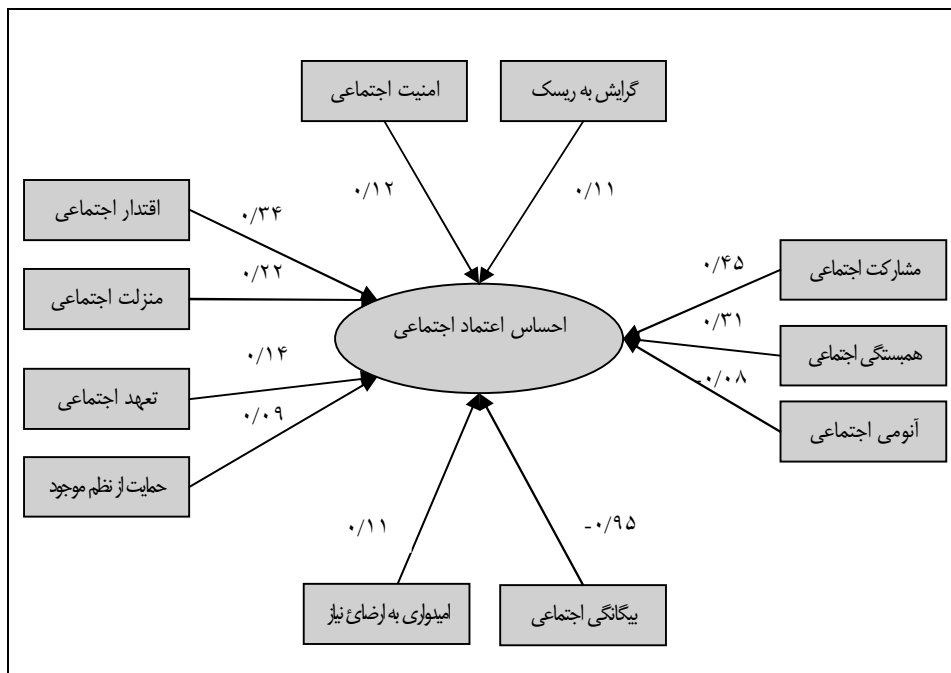 گرایش به ریسک
امنیت اجتماعی
۰/۱۱
۰/۱۲
اقتدار اجتماعی
۰/۳۴
منزلت اجتماعی
۰/۲۲
تعهد اجتماعی
۰/۱۴
حمایت از نظم موجود
۰/۰۹
احساس اعتماد اجتماعی
مشارکت اجتماعی
۰/۴۵
همبستگی اجتماعی
۰/۳۱
آنومی اجتماعی
-۰/۰۸
-۰/۹۵
۰/۱۱
بیگانگی اجتماعی
امیدواری به ارضائ نیاز